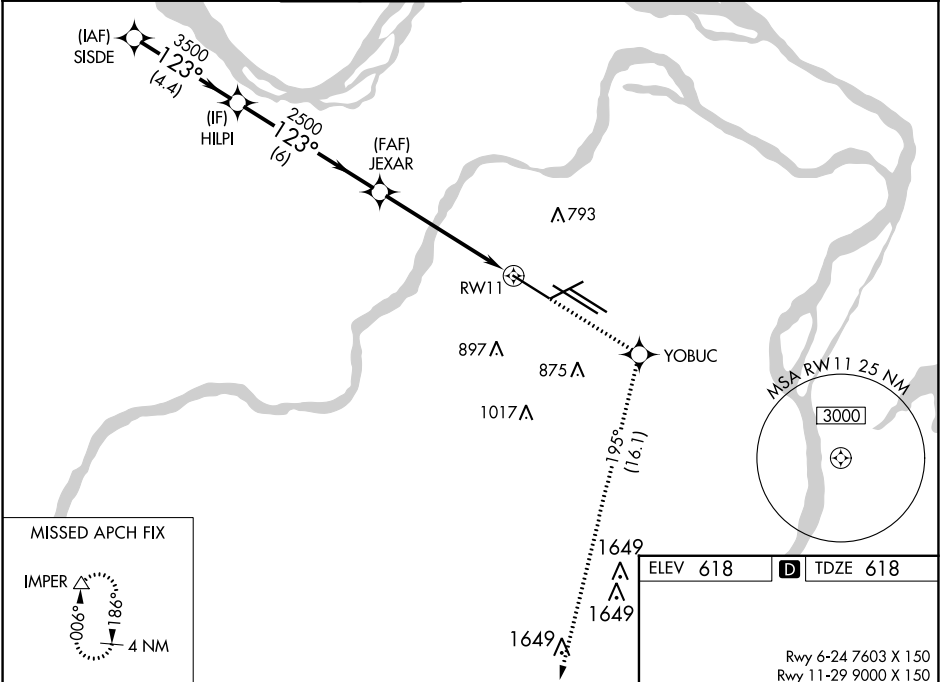 (IAF)
SISDE
3500
123°
(4.4)
(IF)
HILPI
2500
123°
(6)
(FAF)
JEXAR
793
RW11
897
875
YOBUC
1017
195°
(16.1)
MSA RW11 25 NM
3000
1649
1649
1649
MISSED APCH FIX
IMPER
006°
186°
4 NM
ELEV 618 D TDZE 618
Rwy 6-24 7603 X 150
Rwy 11-29 9000 X 150